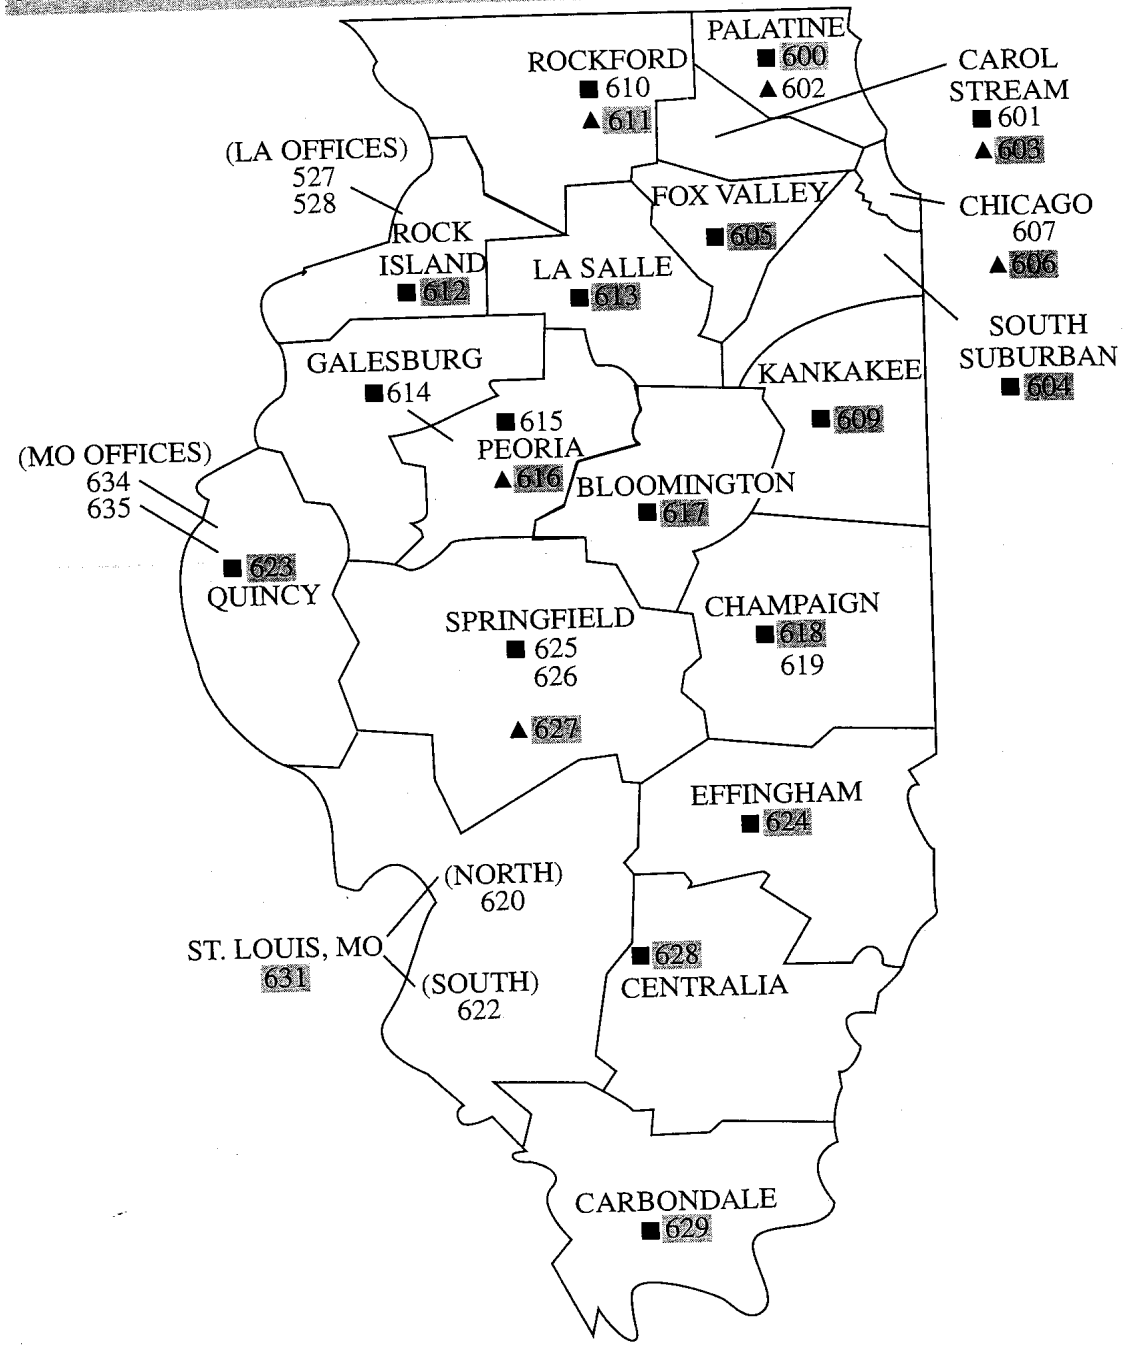 PALATINE
■ 600
▲ 602
ROCKFORD
■ 610
▲ 611
CAROL
STREAM
■ 601
▲ 603
(LA OFFICES)
527
528
FOX VALLEY
■ 605
CHICAGO
607
▲ 606
ROCK
ISLAND
■ 612
LA SALLE
■ 613
SOUTH
SUBURBAN
■ 604
GALESBURG
■ 614
KANKAKEE
■ 609
■ 615
PEORIA
▲ 616
(MO OFFICES)
634
635
BLOOMINGTON
■ 617
■ 623
QUINCY
SPRINGFIELD
■ 625
626
▲ 627
CHAMPAIGN
■ 618
619
EFFINGHAM
■ 624
(NORTH)
620
ST. LOUIS, MO
631
(SOUTH)
622
■ 628
CENTRALIA
CARBONDALE
■ 629